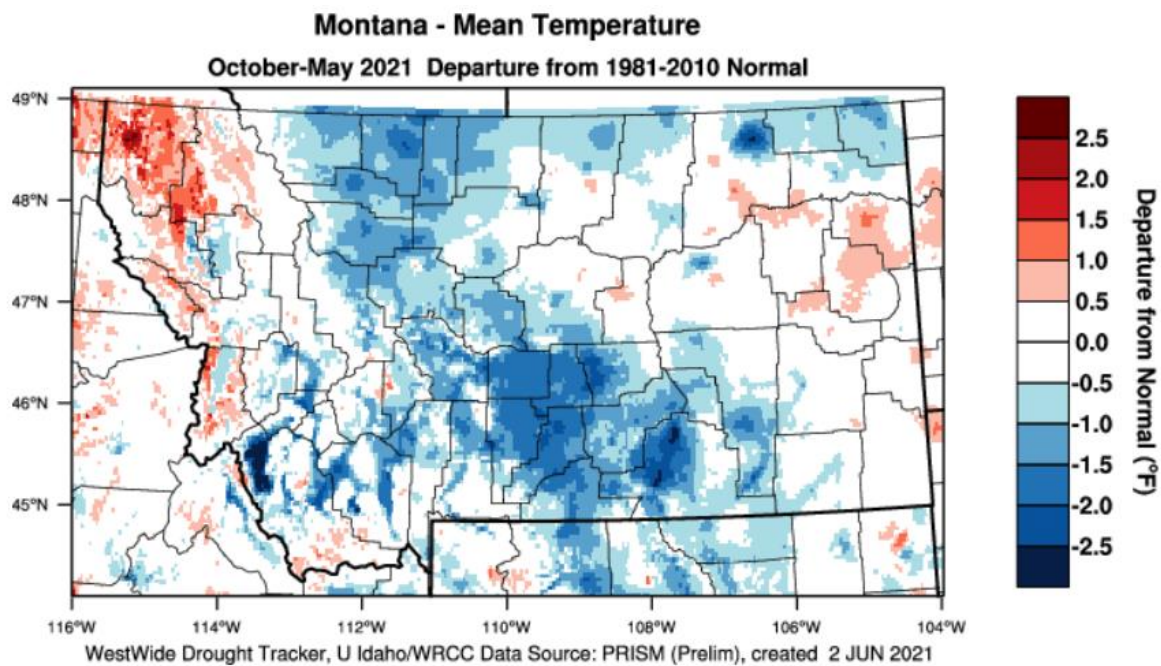 Montana - Mean Temperature
October-May 2021 Departure from 1981-2010 Normal
49°N
48°N
47°N
46°N
45°N
116°W
114°W
112°W
110°W
108°W
106°W
104°W
2.5
2.0
1.5
1.0
0.5
0.0
-0.5
-1.0
-1.5
-2.0
-2.5
Departure from Normal (°F)
WestWide Drought Tracker, U Idaho/WRCC Data Source: PRISM (Prelim), created 2 JUN 2021